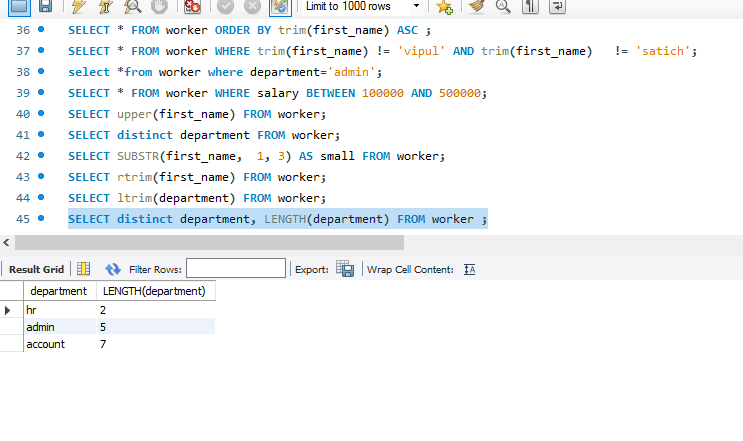 Limit to 1000 rows
36 SELECT * FROM worker ORDER BY trim(first_name) ASC ;
37 SELECT * FROM worker WHERE trim(first_name) != 'vipul' AND trim(first_name)   != 'satich';
38 select *from worker where department='admin';
39 SELECT * FROM worker WHERE salary BETWEEN 100000 AND 500000;
40 SELECT upper(first_name) FROM worker;
41 SELECT distinct department FROM worker;
42 SELECT SUBSTR(first_name,  1, 3) AS small FROM worker;
43 SELECT rtrim(first_name) FROM worker;
44 SELECT ltrim(department) FROM worker;
45 SELECT distinct department, LENGTH(department) FROM worker ;
Result Grid Filter Rows: Export: Wrap Cell Content: IA
department LENGTH(department)
hr 2
admin 5
account 7